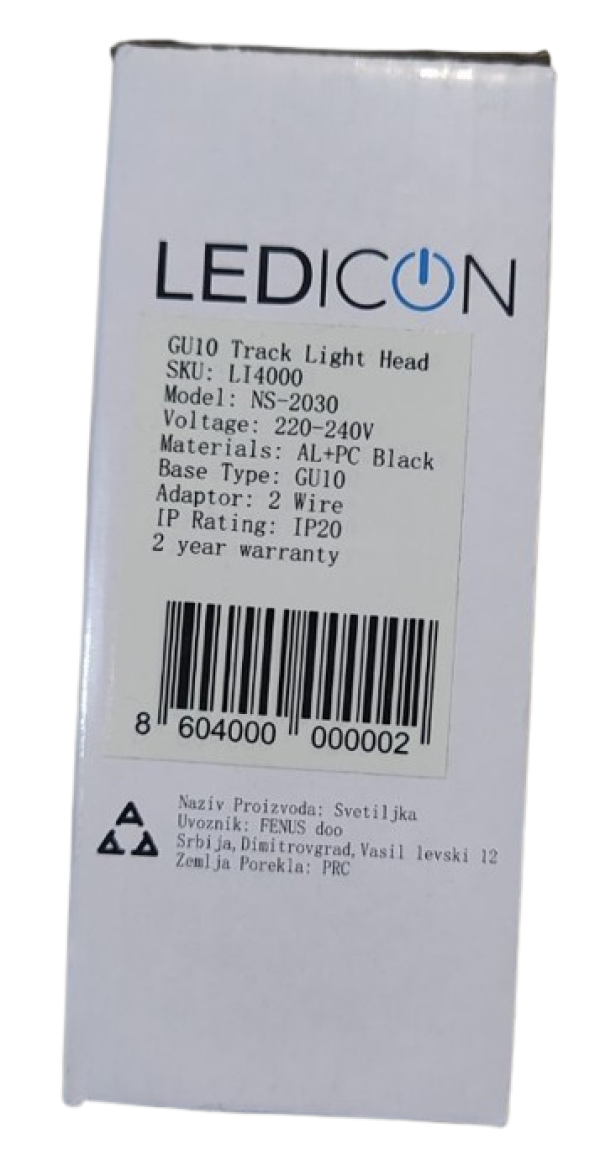 LEDICON
GU10 Track Light Head
SKU: LI4000
Model: NS-2030
Voltage: 220-240V
Materials: AL+PC Black
Base Type: GU10
Adaptor: 2 Wire
IP Rating: IP20
2 year warranty
8 604000 000002
Naziv Proizvoda: Svetiljka
Uvoznik: FENUS doo
Srbija, Dimitrovgrad, Vasil levski 12
Zemlja Porekla: PRC
A
A A